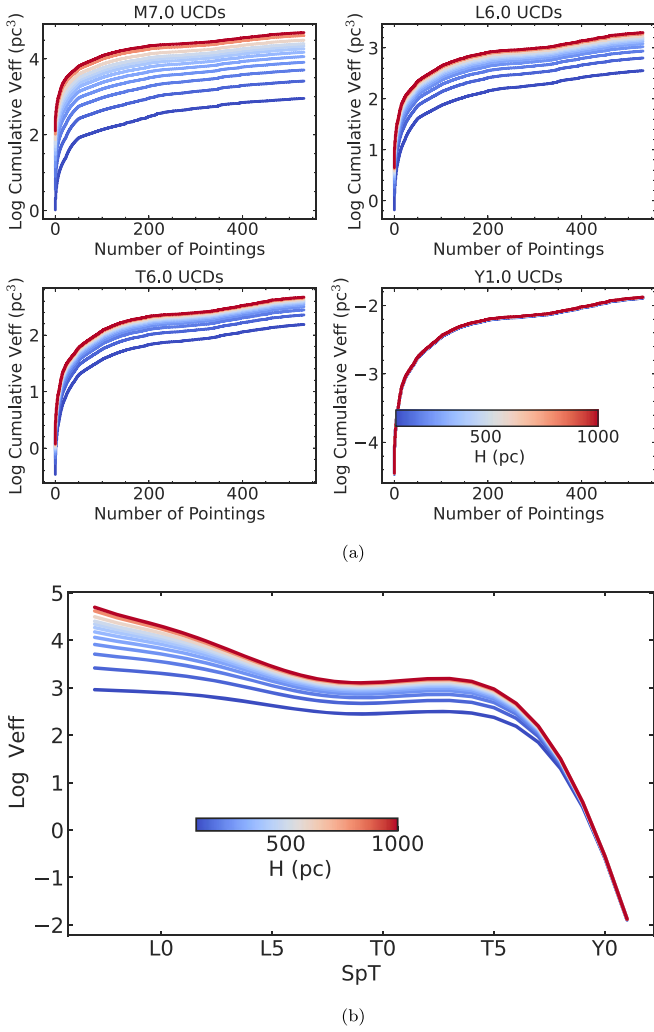 M7.0 UCDs
L6.0 UCDs
Log Cumulative Veff (pc³)
4
2
0
0
200
400
Number of Pointings
Log Cumulative Veff (pc³)
3
2
1
0
0
200
400
Number of Pointings
T6.0 UCDs
Y1.0 UCDs
Log Cumulative Veff (pc³)
2
1
0
0
200
400
Number of Pointings
Log Cumulative Veff (pc³)
−2
−3
−4
500
1000
H (pc)
0
200
400
Number of Pointings
(a)
Log Veff
5
4
3
2
1
0
−1
−2
500
1000
H (pc)
L0
L5
T0
T5
Y0
SpT
(b)